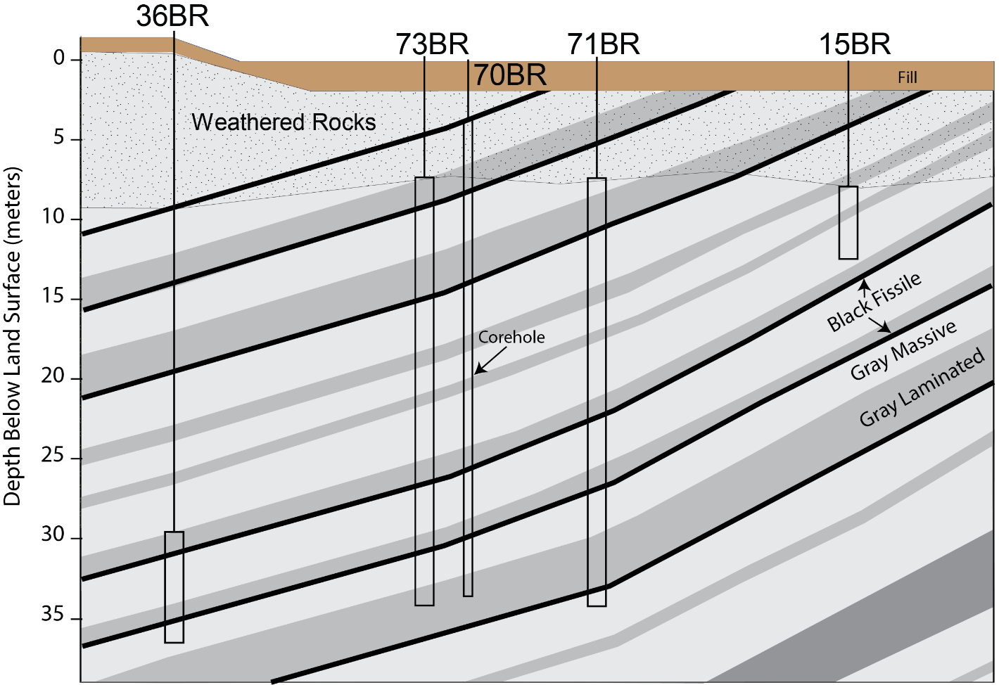 36BR
73BR
71BR
15BR
70BR
Fill
Weathered Rocks
0
5
10
15
20
25
30
35
Depth Below Land Surface (meters)
Corehole
Black Fissile
Gray Massive
Gray Laminated